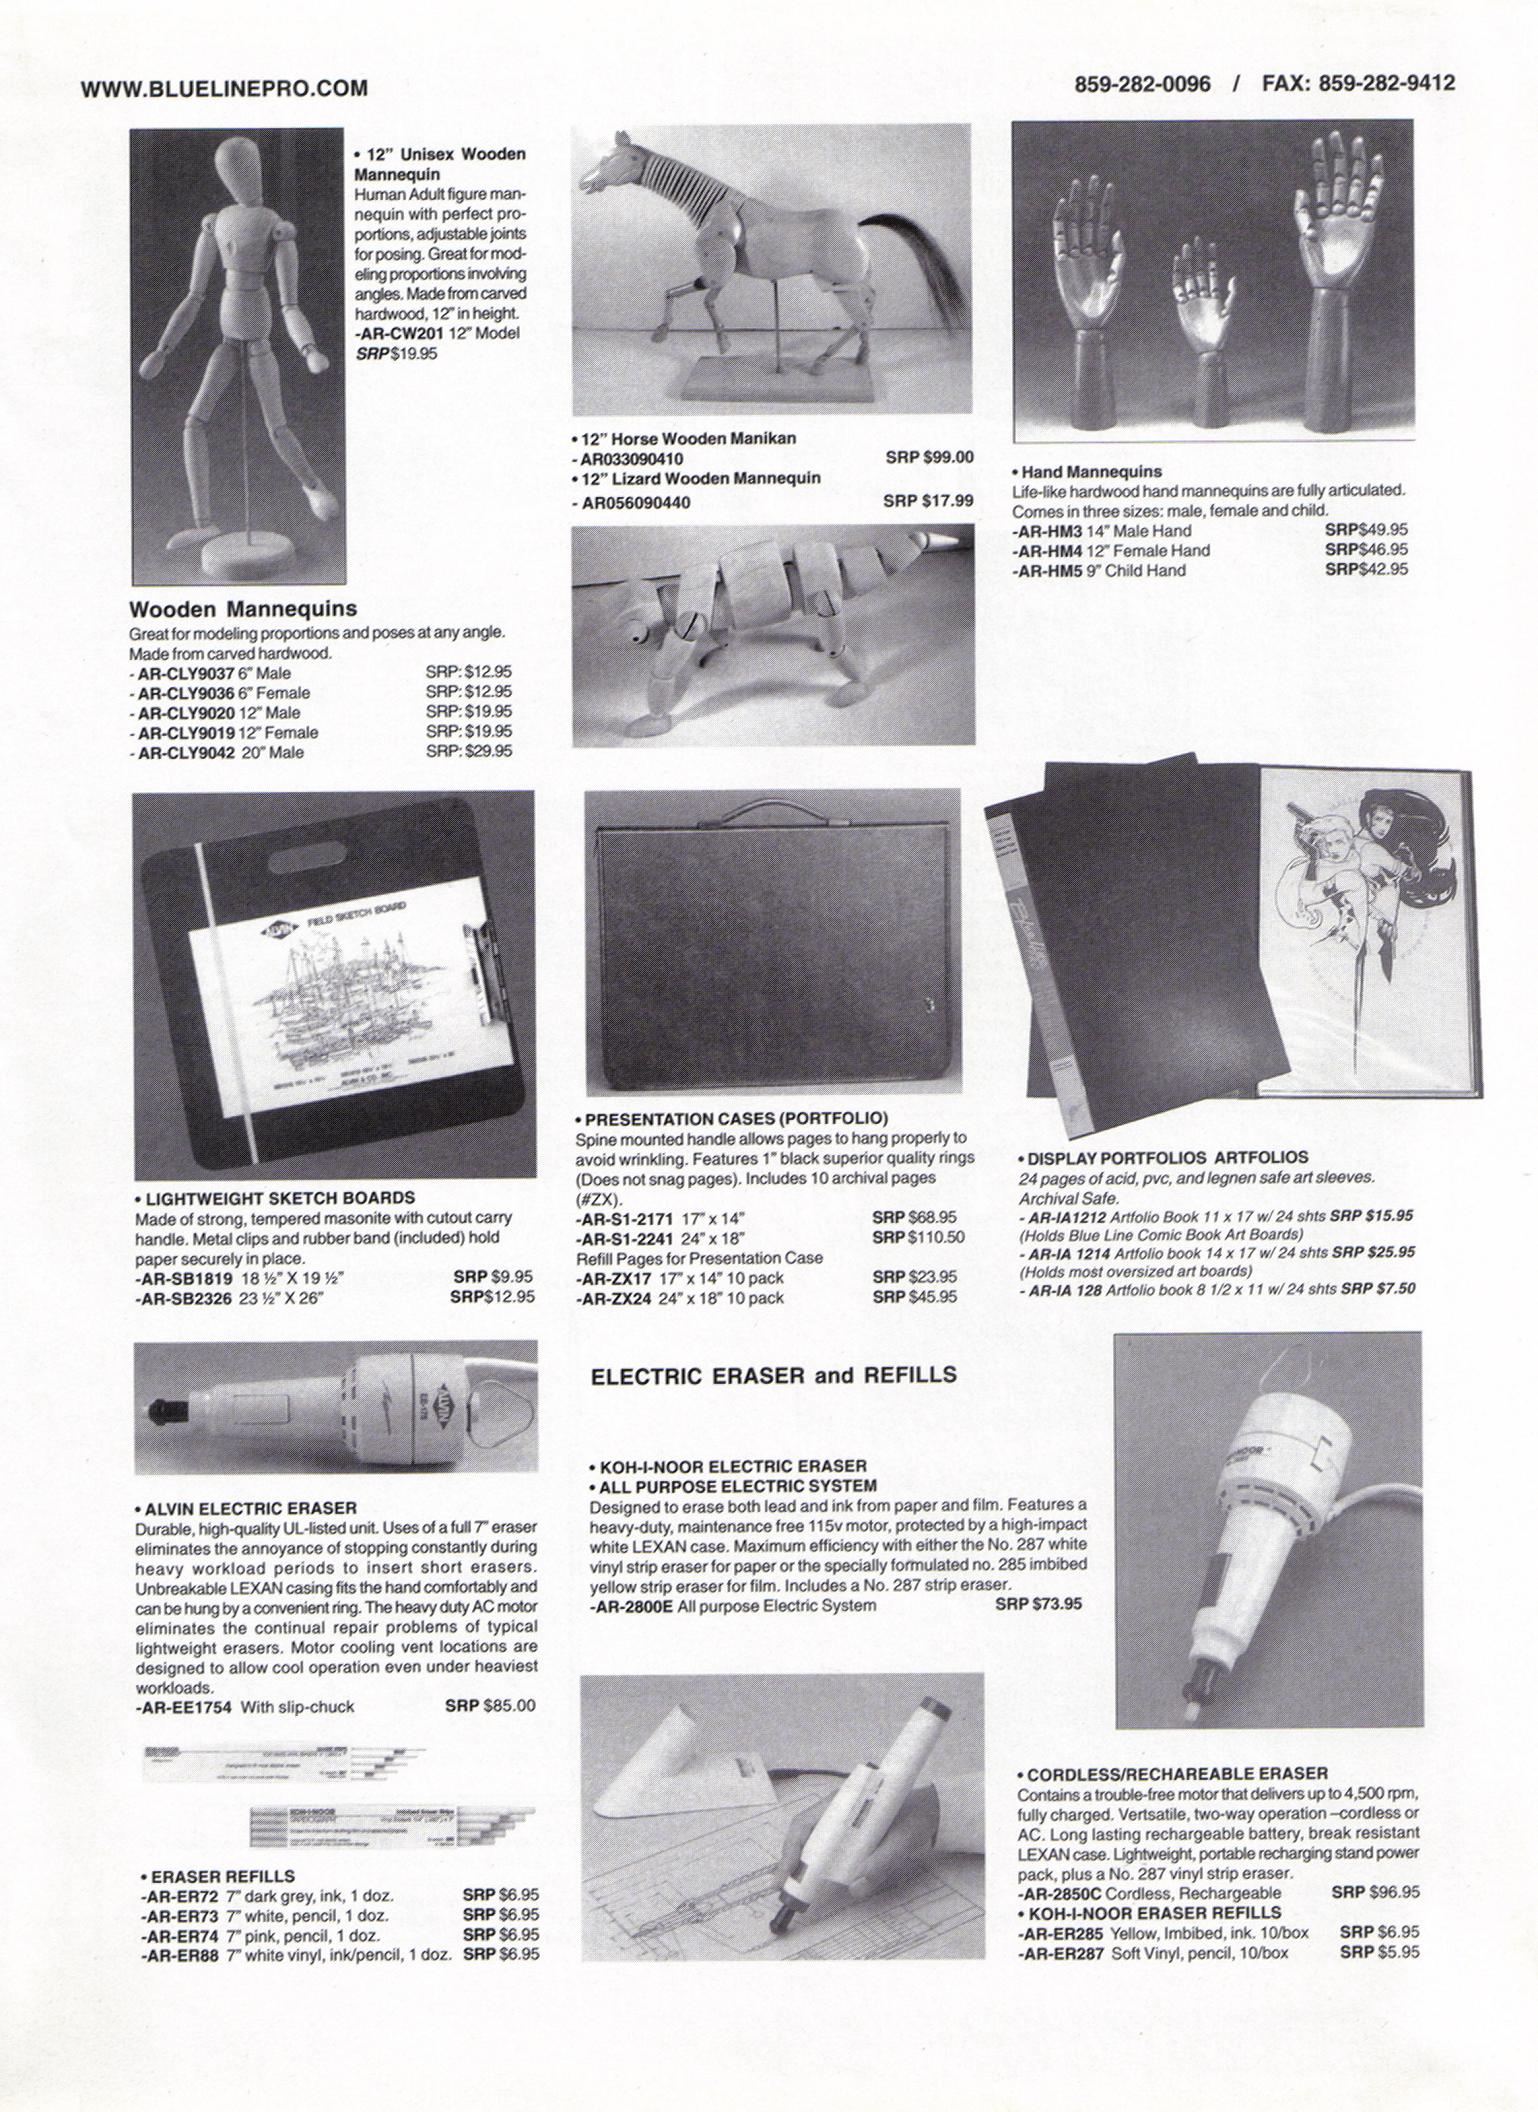 WWW.BLUELINEPRO.COM
859-282-0096 / FAX: 859-282-9412
• 12” Unisex Wooden
Mannequin
Human Adult figure man-
nequin with perfect pro-
portions, adjustable joints
for posing. Great for mod-
eling proportions involving
angles. Made from carved
hardwood, 12” in height.
-AR-CW201 12” Model
SRP$19.95
Wooden Mannequins
Great for modeling proportions and poses at any angle.
Made from carved hardwood.
- AR-CLY9037 6” Male SRP: $12.95
- AR-CLY9036 6” Female SRP: $12.95
- AR-CLY9020 12” Male SRP: $19.95
- AR-CLY9019 12” Female SRP: $19.95
- AR-CLY9042 20” Male SRP: $29.95
• 12” Horse Wooden Manikan
- AR033090410 SRP $99.00
• 12” Lizard Wooden Mannequin
- AR056090440 SRP $17.99
• Hand Mannequins
Life-like hardwood hand mannequins are fully articulated.
Comes in three sizes: male, female and child.
-AR-HM3 14” Male Hand SRP$49.95
-AR-HM4 12” Female Hand SRP$46.95
-AR-HM5 9” Child Hand SRP$42.95
ALVIN FIELD SKETCH BOARD
ALVIN & CO. INC.
• LIGHTWEIGHT SKETCH BOARDS
Made of strong, tempered masonite with cutout carry
handle. Metal clips and rubber band (included) hold
paper securely in place.
-AR-SB1819 18 ½” X 19 ½” SRP $9.95
-AR-SB2326 23 ½” X 26” SRP$12.95
• PRESENTATION CASES (PORTFOLIO)
Spine mounted handle allows pages to hang properly to
avoid wrinkling. Features 1” black superior quality rings
(Does not snag pages). Includes 10 archival pages
(#ZX).
-AR-S1-2171 17” x 14” SRP $68.95
-AR-S1-2241 24” x 18” SRP $110.50
Refill Pages for Presentation Case
-AR-ZX17 17” x 14” 10 pack SRP $23.95
-AR-ZX24 24” x 18” 10 pack SRP $45.95
• DISPLAY PORTFOLIOS ARTFOLIOS
24 pages of acid, pvc, and legnen safe art sleeves.
Archival Safe.
- AR-IA1212 Artfolio Book 11 x 17 w/ 24 shts SRP $15.95
(Holds Blue Line Comic Book Art Boards)
- AR-IA 1214 Artfolio book 14 x 17 w/ 24 shts SRP $25.95
(Holds most oversized art boards)
- AR-IA 128 Artfolio book 8 1/2 x 11 w/ 24 shts SRP $7.50
ALVIN
• ALVIN ELECTRIC ERASER
Durable, high-quality UL-listed unit. Uses of a full 7” eraser
eliminates the annoyance of stopping constantly during
heavy workload periods to insert short erasers.
Unbreakable LEXAN casing fits the hand comfortably and
can be hung by a convenient ring. The heavy duty AC motor
eliminates the continual repair problems of typical
lightweight erasers. Motor cooling vent locations are
designed to allow cool operation even under heaviest
workloads.
-AR-EE1754 With slip-chuck SRP $85.00
KOH-I-NOOR
• ERASER REFILLS
-AR-ER72 7” dark grey, ink, 1 doz. SRP $6.95
-AR-ER73 7” white, pencil, 1 doz. SRP $6.95
-AR-ER74 7” pink, pencil, 1 doz. SRP $6.95
-AR-ER88 7” white vinyl, ink/pencil, 1 doz. SRP $6.95
ELECTRIC ERASER and REFILLS
• KOH-I-NOOR ELECTRIC ERASER
• ALL PURPOSE ELECTRIC SYSTEM
Designed to erase both lead and ink from paper and film. Features a
heavy-duty, maintenance free 115v motor, protected by a high-impact
white LEXAN case. Maximum efficiency with either the No. 287 white
vinyl strip eraser for paper or the specially formulated no. 285 imbibed
yellow strip eraser for film. Includes a No. 287 strip eraser.
-AR-2800E All purpose Electric System SRP $73.95
• CORDLESS/RECHAREABLE ERASER
Contains a trouble-free motor that delivers up to 4,500 rpm,
fully charged. Vertsatile, two-way operation –cordless or
AC. Long lasting rechargeable battery, break resistant
LEXAN case. Lightweight, portable recharging stand power
pack, plus a No. 287 vinyl strip eraser.
-AR-2850C Cordless, Rechargeable SRP $96.95
• KOH-I-NOOR ERASER REFILLS
-AR-ER285 Yellow, Imbibed, ink. 10/box SRP $6.95
-AR-ER287 Soft Vinyl, pencil, 10/box SRP $5.95